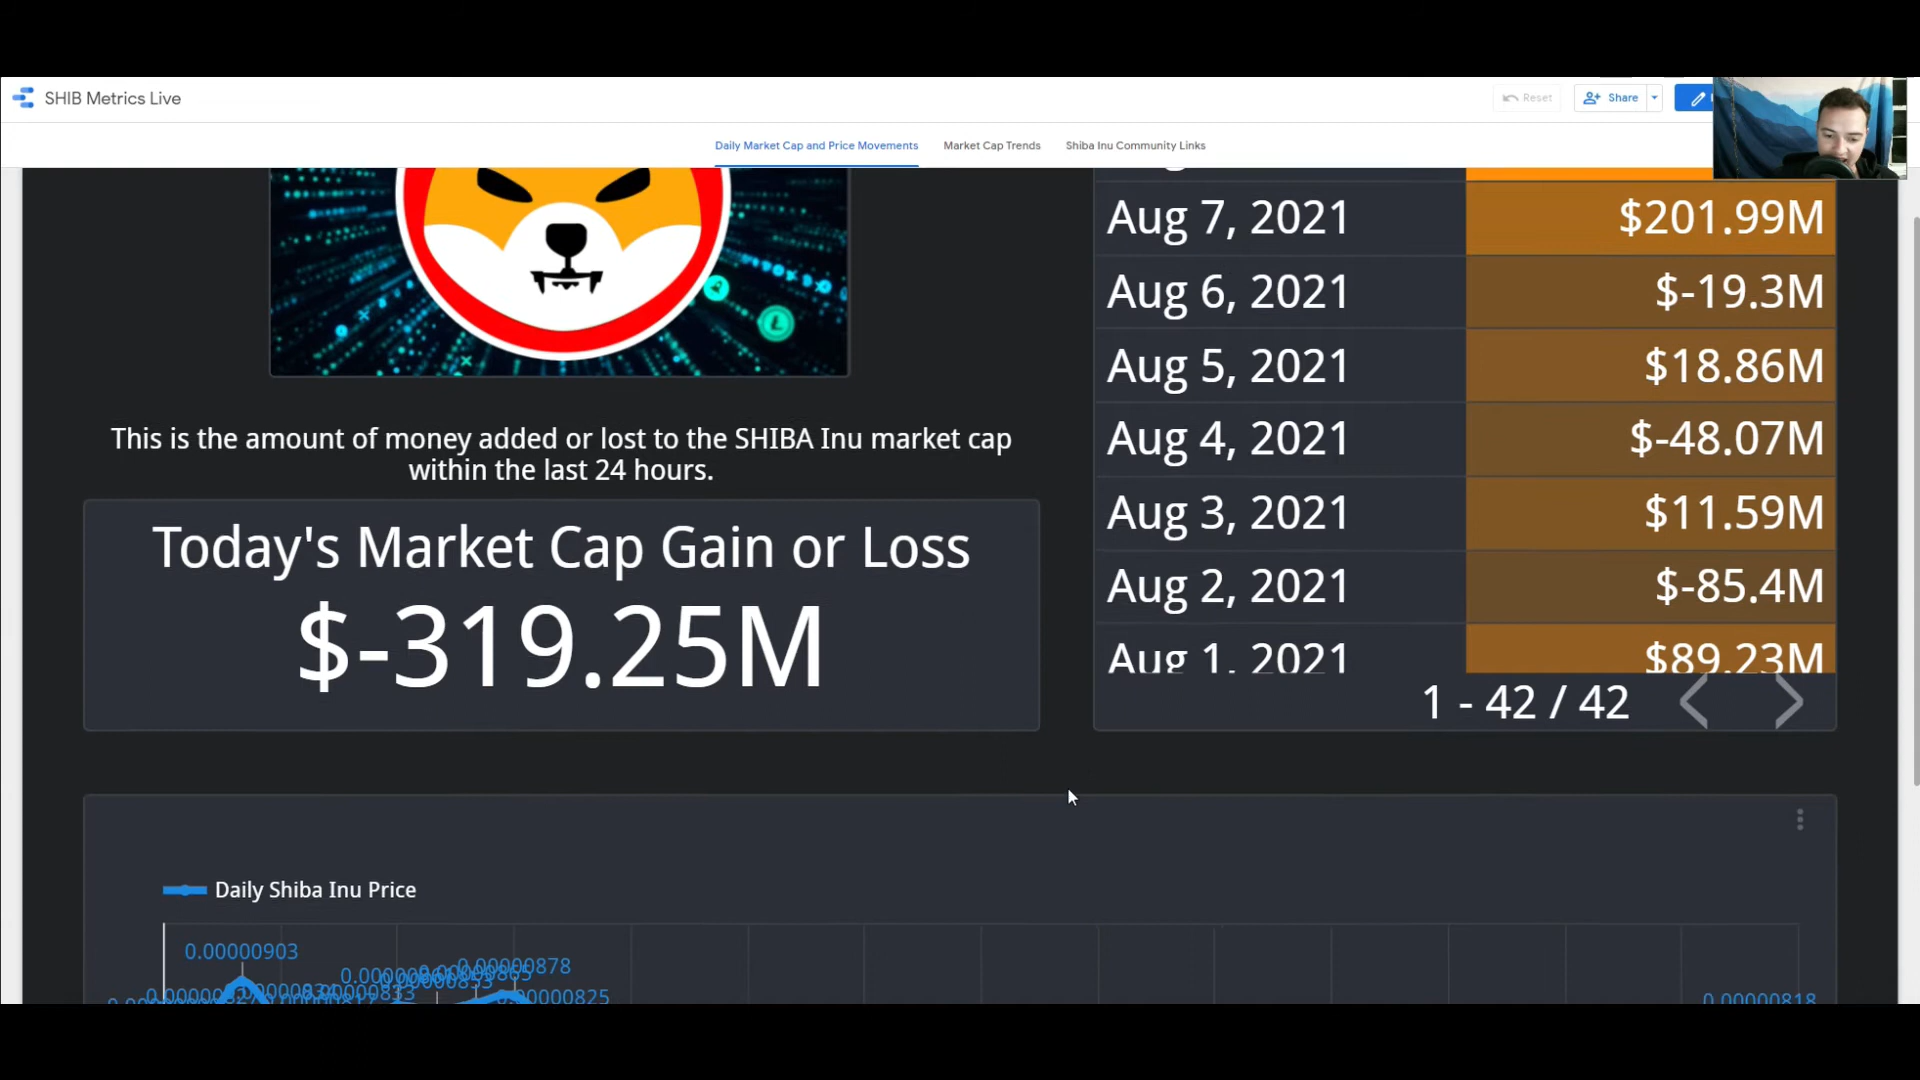 SHIB Metrics Live
Reset
Share
Daily Market Cap and Price Movements
Market Cap Trends
Shiba Inu Community Links
Aug 7, 2021 $201.99M
Aug 6, 2021 $-19.3M
Aug 5, 2021 $18.86M
Aug 4, 2021 $-48.07M
Aug 3, 2021 $11.59M
Aug 2, 2021 $-85.4M
Aug 1, 2021 $89.23M
1 - 42 / 42
This is the amount of money added or lost to the SHIBA Inu market cap
within the last 24 hours.
Today's Market Cap Gain or Loss
$-319.25M
Daily Shiba Inu Price
0.00000903
0.00000878
0.00000818